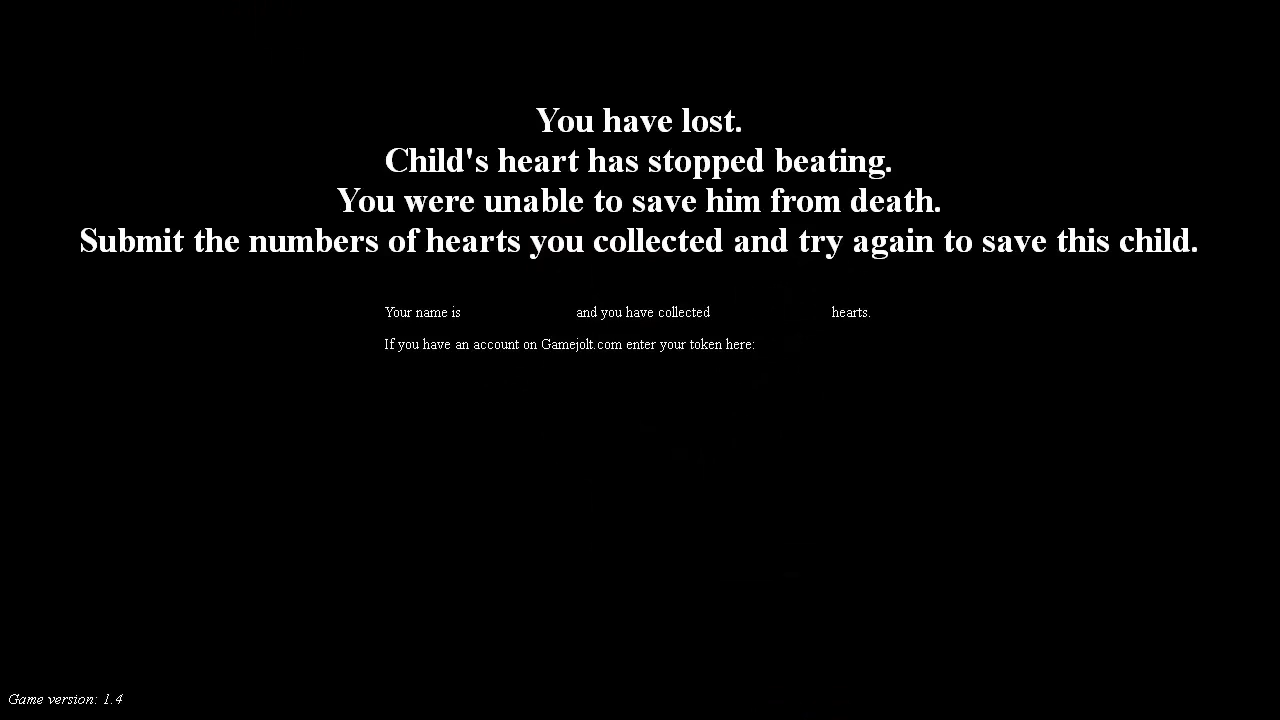 You have lost.
Child's heart has stopped beating.
You were unable to save him from death.
Submit the numbers of hearts you collected and try again to save this child.
Your name is and you have collected hearts.
If you have an account on Gamejolt.com enter your token here:
Game version: 1.4